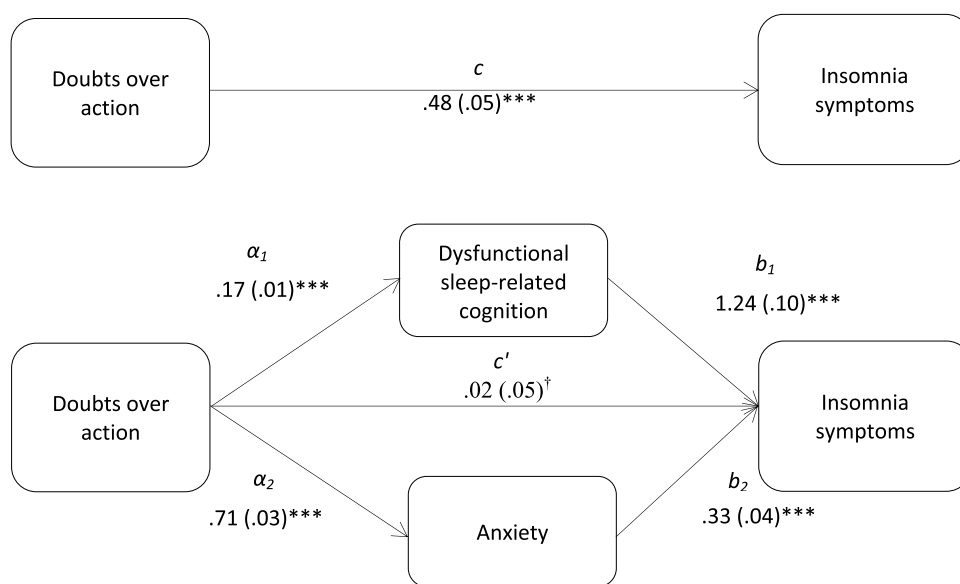 Doubts over
action
c
.48 (.05)***
Insomnia
symptoms
α1
.17 (.01)***
Dysfunctional
sleep-related
cognition
b1
1.24 (.10)***
Doubts over
action
c'
.02 (.05)†
Insomnia
symptoms
α2
.71 (.03)***
Anxiety
b2
.33 (.04)***